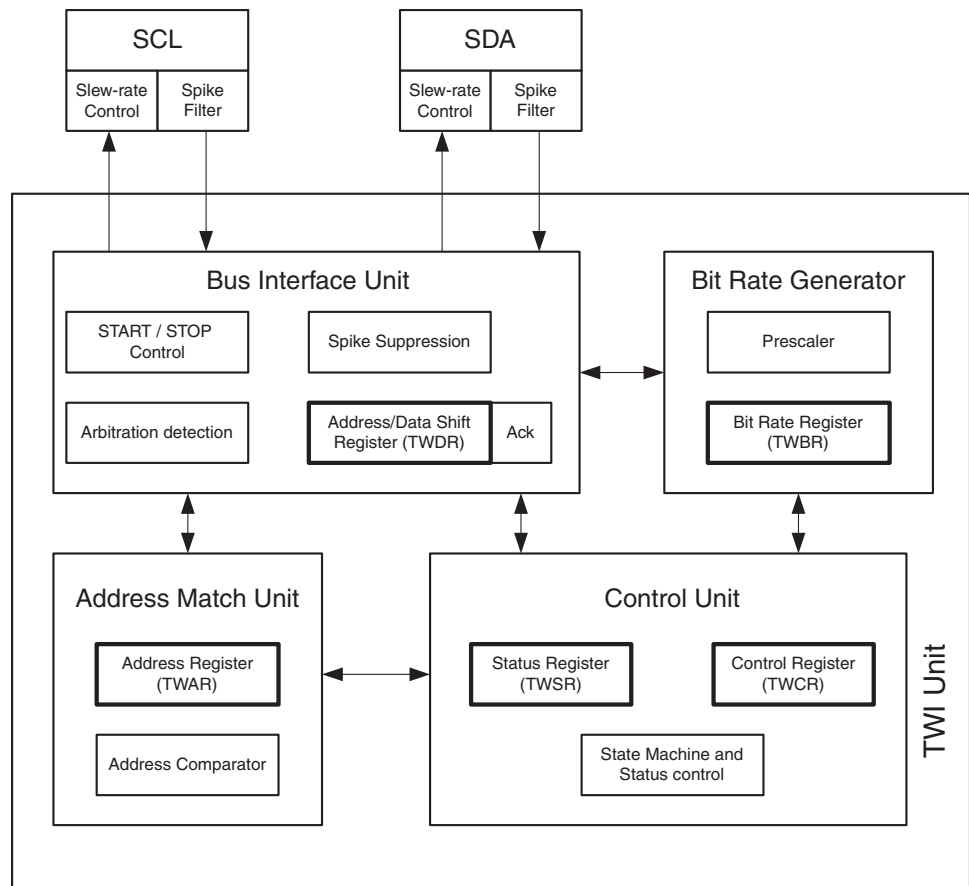 SCL
Slew-rate
Control
Spike
Filter
SDA
Slew-rate
Control
Spike
Filter
Bus Interface Unit
START / STOP
Control
Spike Suppression
Arbitration detection
Address/Data Shift
Register (TWDR)
Ack
Bit Rate Generator
Prescaler
Bit Rate Register
(TWBR)
Address Match Unit
Address Register
(TWAR)
Address Comparator
Control Unit
Status Register
(TWSR)
Control Register
(TWCR)
State Machine and
Status control
TWI Unit